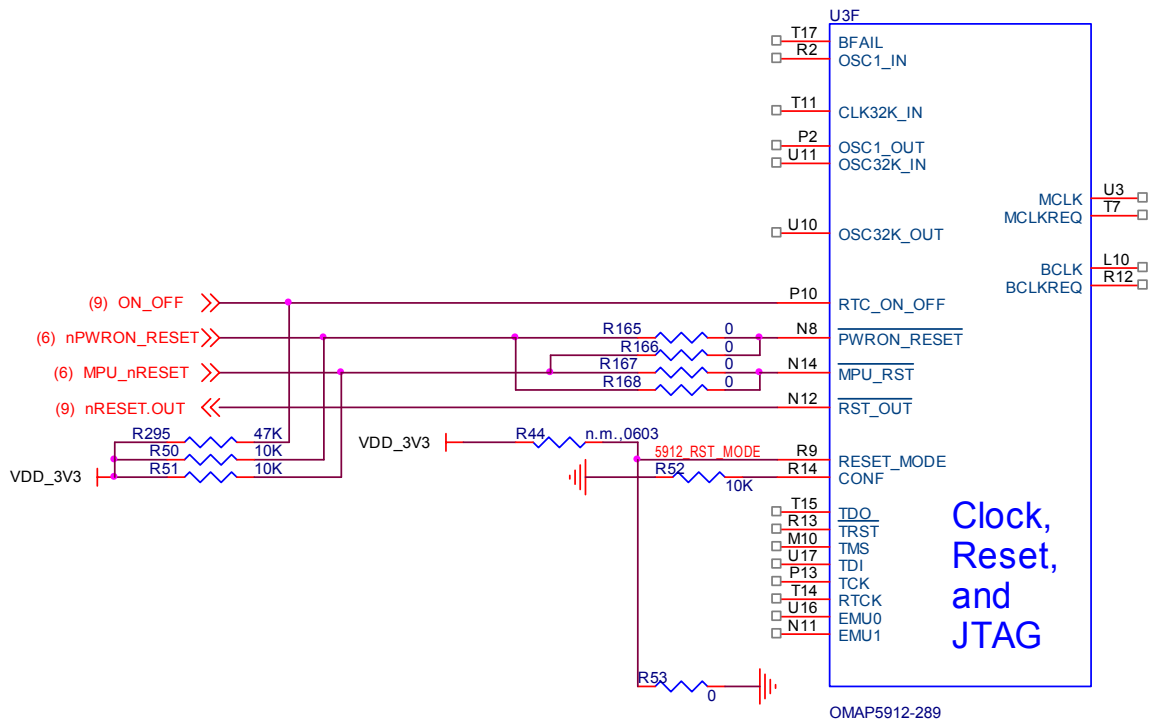 U3F
T17 BFAIL
R2 OSC1_IN
T11 CLK32K_IN
P2 OSC1_OUT
U11 OSC32K_IN
MCLK U3
MCLKREQ T7
U10 OSC32K_OUT
BCLK L10
BCLKREQ R12
(9) ON_OFF P10 RTC_ON_OFF
(6) nPWRON_RESET R165 0 N8 PWRON_RESET
R166 0
(6) MPU_nRESET R167 0 N14 MPU_RST
R168 0
(9) nRESET.OUT N12 RST_OUT
R295 47K VDD_3V3 R44 n.m.,0603
R50 10K 5912_RST_MODE R9 RESET_MODE
VDD_3V3 R51 10K R52 10K R14 CONF
T15 TDO
R13 TRST
M10 TMS
U17 TDI
P13 TCK
T14 RTCK
U16 EMU0
N11 EMU1
Clock,
Reset,
and
JTAG
R53 0
OMAP5912-289